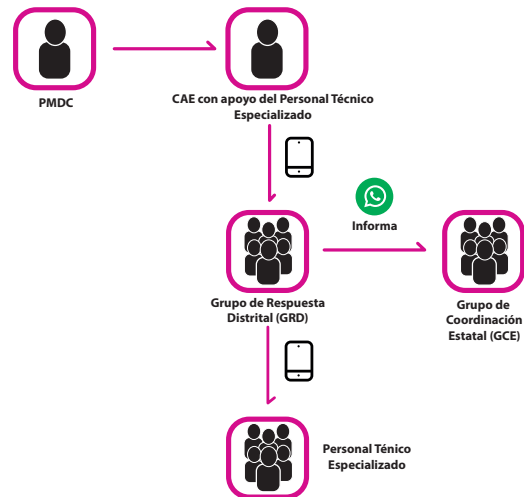 PMDC
CAE con apoyo del Personal Técnico
Especializado
Informa
Grupo de Respuesta
Distrital (GRD)
Grupo de
Coordinación
Estatal (GCE)
Personal Ténico
Especializado